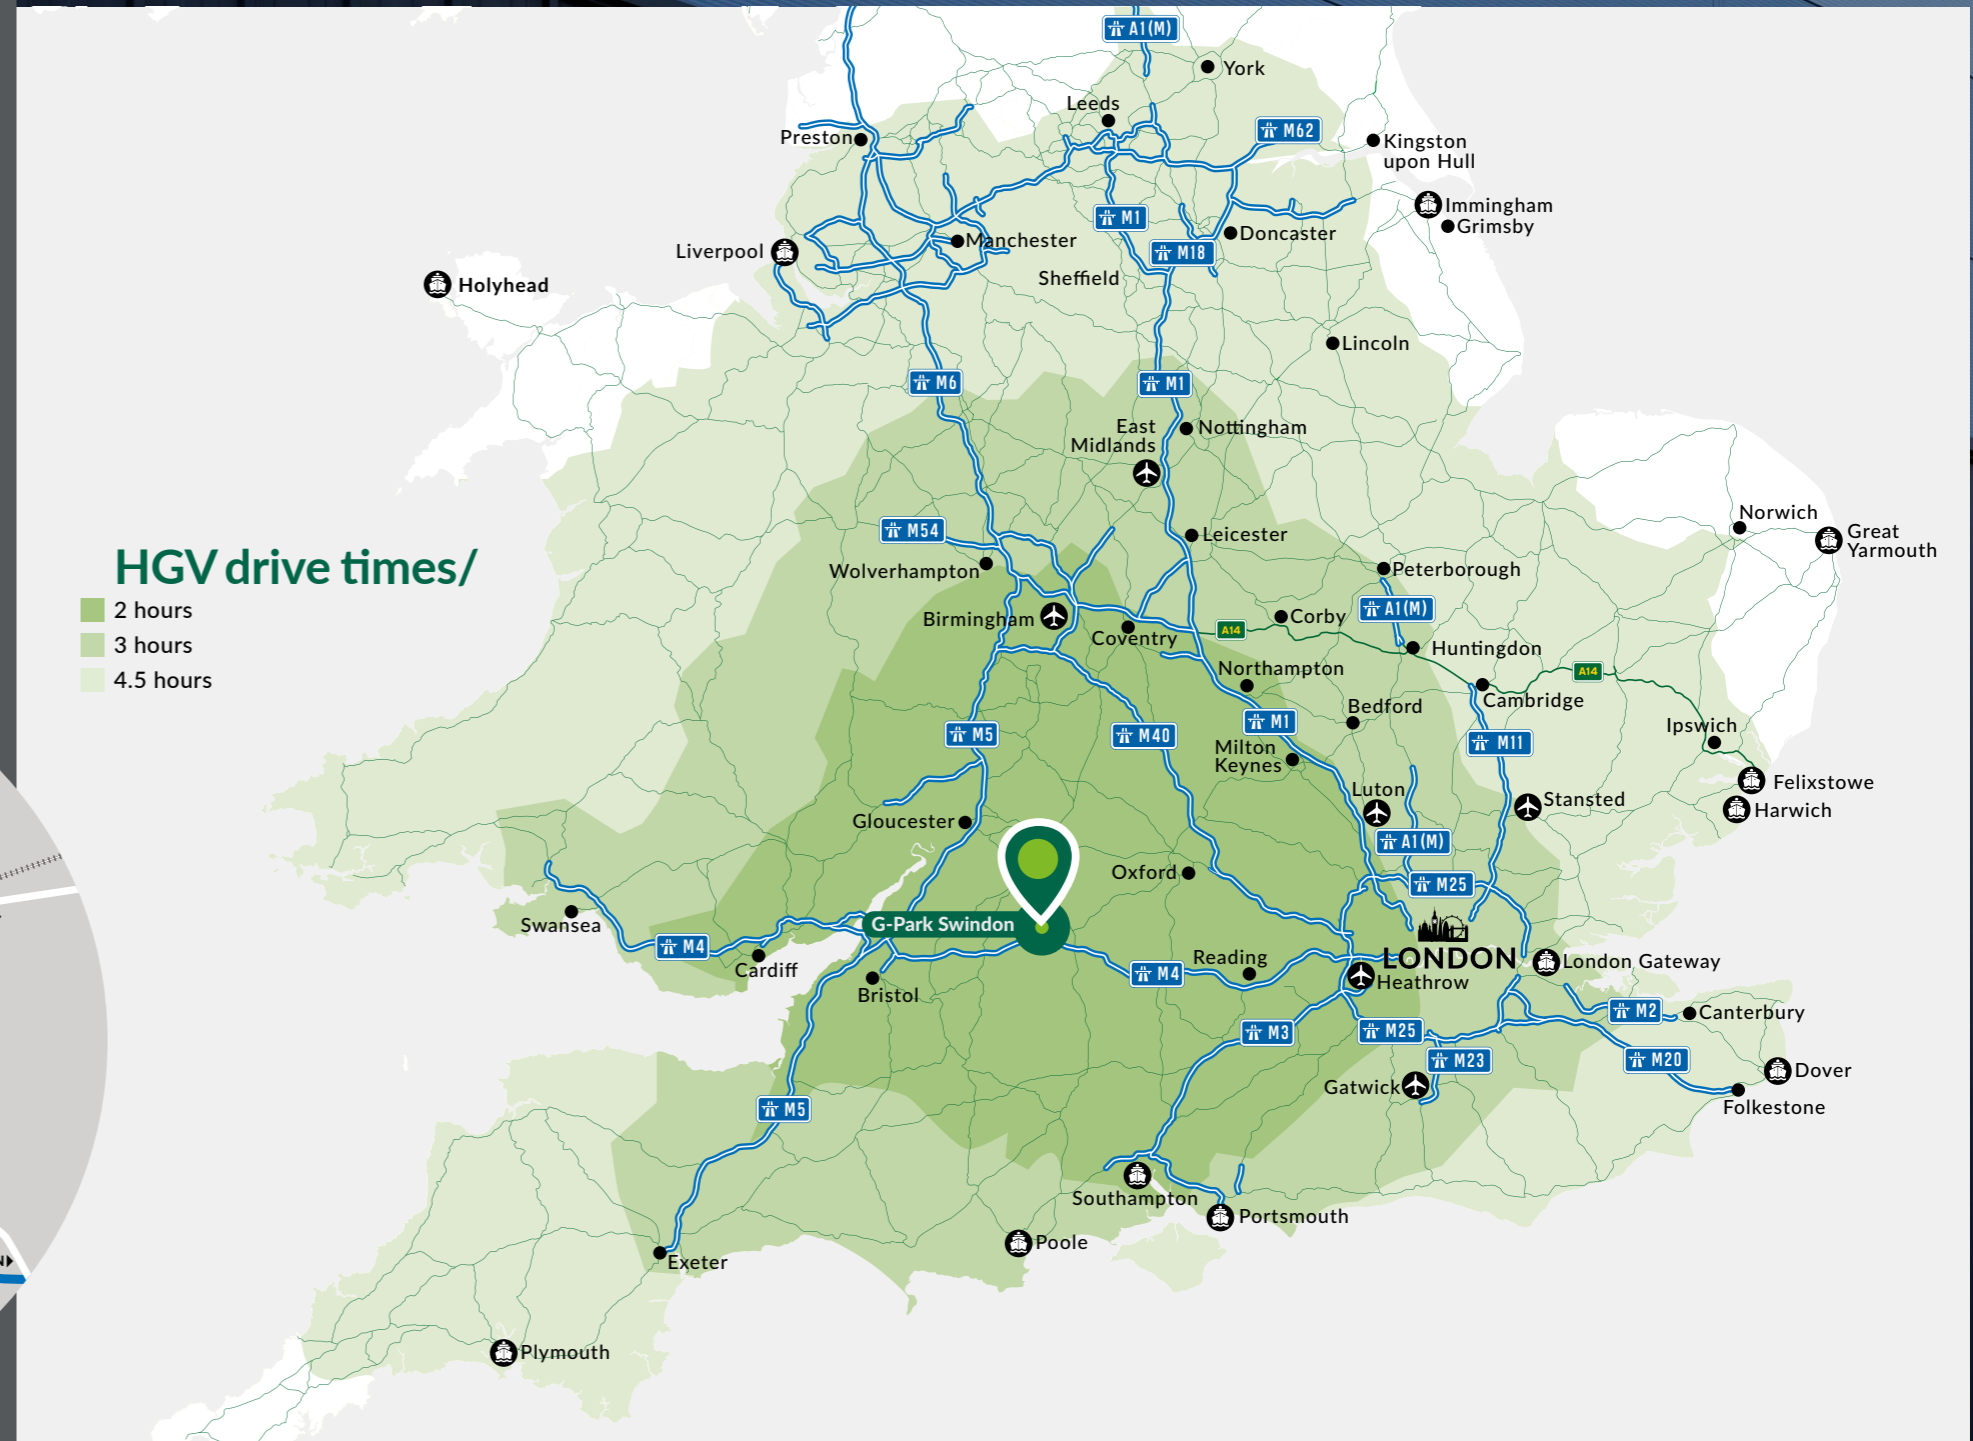 A1(M)
York
Leeds
M62
Preston
Kingston
upon Hull
Immingham
Grimsby
M1
Doncaster
Manchester
Liverpool
M18
Sheffield
Holyhead
Lincoln
M6
M1
East
Midlands
Nottingham
Norwich
Great
Yarmouth
M54
Leicester
HGV drive times/
2 hours
3 hours
4.5 hours
Wolverhampton
Peterborough
Birmingham
Coventry
A14
Corby
A1(M)
Huntingdon
A14
Northampton
Cambridge
Bedford
Ipswich
M5
M40
M1
M11
Milton
Keynes
Felixstowe
Harwich
Luton
Stansted
Gloucester
A1(M)
Oxford
M25
Swansea
G-Park Swindon
M4
Cardiff
Bristol
M4
Reading
LONDON
London Gateway
Heathrow
M2
Canterbury
M3
M25
M23
M20
Dover
Gatwick
Folkestone
M5
Southampton
Portsmouth
Poole
Exeter
Plymouth